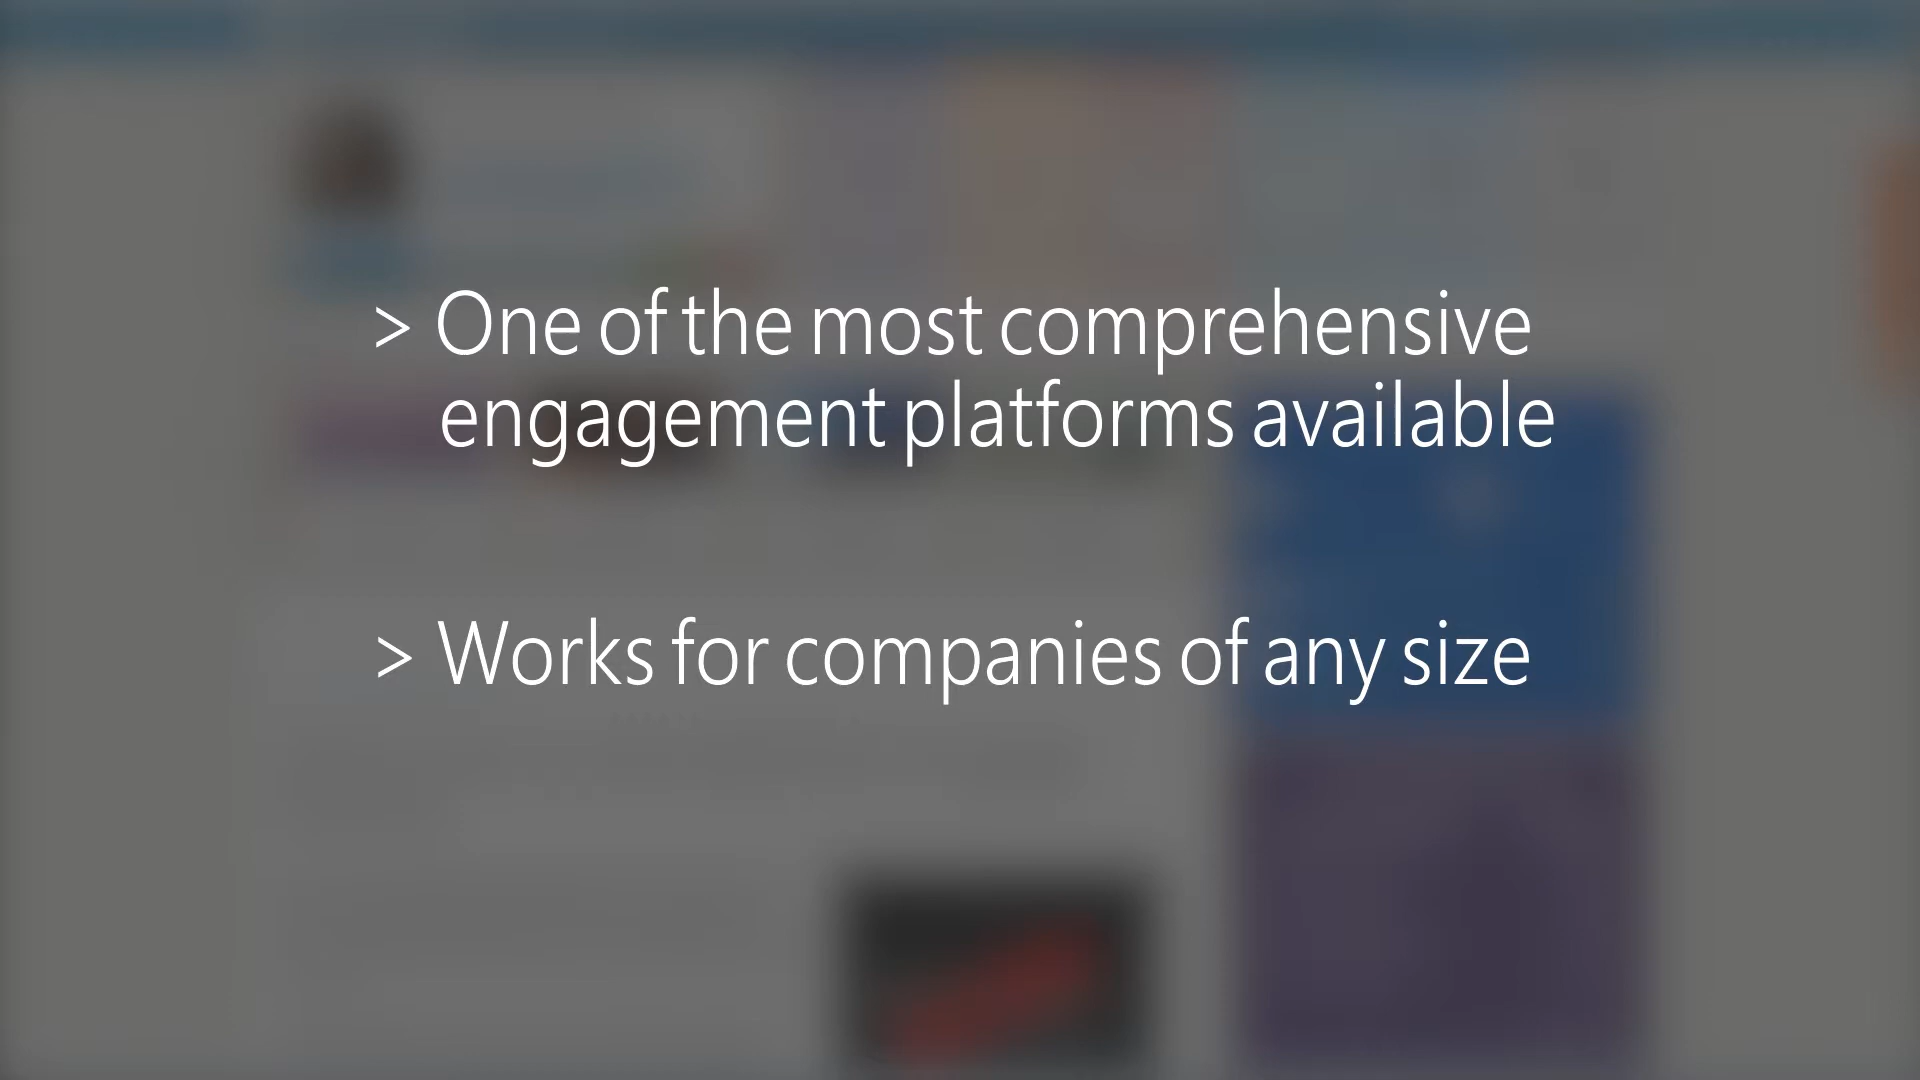 > One of the most comprehensive
engagement platforms available
> Works for companies of any size